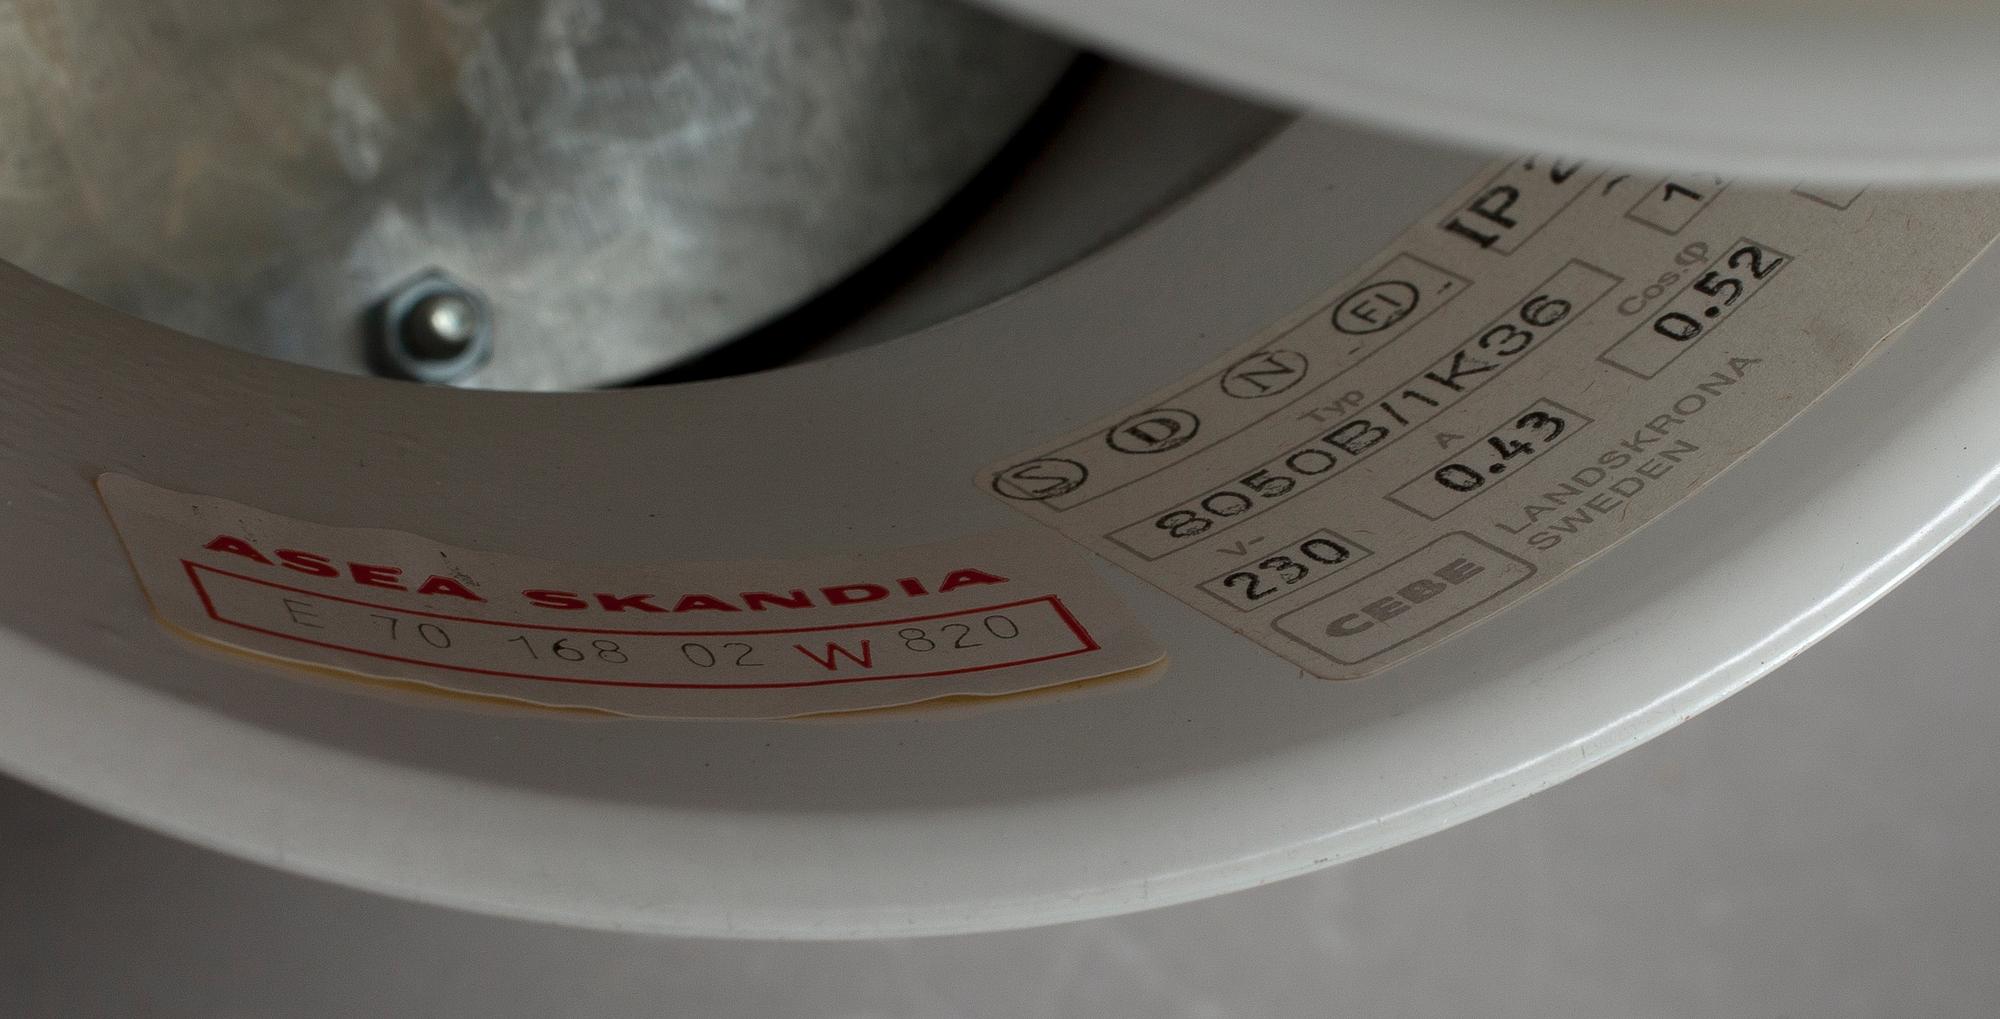 ASEA SKANDIA
E 70 168 02 W 820
S D N FI IP
Typ
8050B/1K36
V~ A Cos.φ
230 0.43 0.52
CEBE LANDSKRONA
SWEDEN